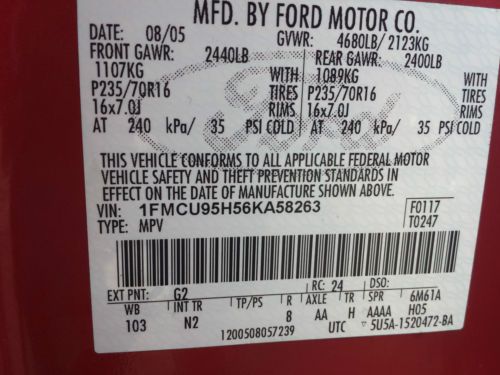 MFD. BY FORD MOTOR CO.
DATE: 08/05 GVWR: 4680LB/ 2123KG
FRONT GAWR: 2440LB REAR GAWR: 2400LB
1107KG WITH 1089KG WITH
P235/70R16 TIRES P235/70R16 TIRES
16x7.0J RIMS 16x7.0J RIMS
AT 240 kPa/ 35 PSI COLD AT 240 kPa/ 35 PSI COLD
Ford
THIS VEHICLE CONFORMS TO ALL APPLICABLE FEDERAL MOTOR
VEHICLE SAFETY AND THEFT PREVENTION STANDARDS IN
EFFECT ON THE DATE OF MANUFACTURE SHOWN ABOVE.
VIN: 1FMCU95H56KA58263 F0117
TYPE: MPV T0247
EXT PNT: G2 RC: 24 DSO:
WB INT TR TP/PS R AXLE TR SPR 6M61A
103 N2 8 AA H AAAA H05
1200508057239 UTC 5U5A-1520472-BA